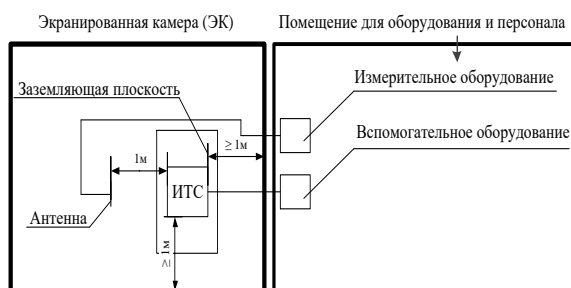 Экранированная камера (ЭК)
Помещение для оборудования и персонала
Заземляющая плоскость
Измерительное оборудование
Вспомогательное оборудование
1м
≥ 1м
ИТС
Антенна
≥ 1м